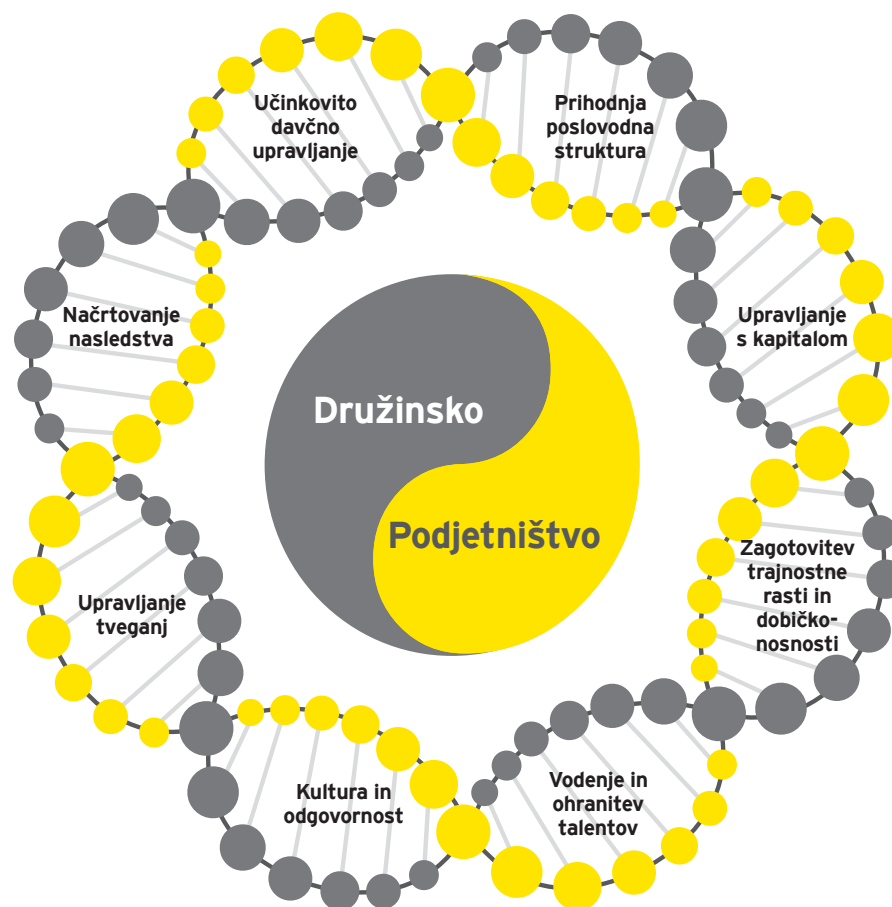 Učinkovito
davčno
upravljanje
Prihodnja
poslovodna
struktura
Načrtovanje
nasledstva
Upravljanje
s kapitalom
Družinsko
Podjetništvo
Zagotovitev
trajnostne
rasti in
dobičko-
nosnosti
Upravljanje
tveganj
Kultura in
odgovornost
Vodenje in
ohranitev
talentov